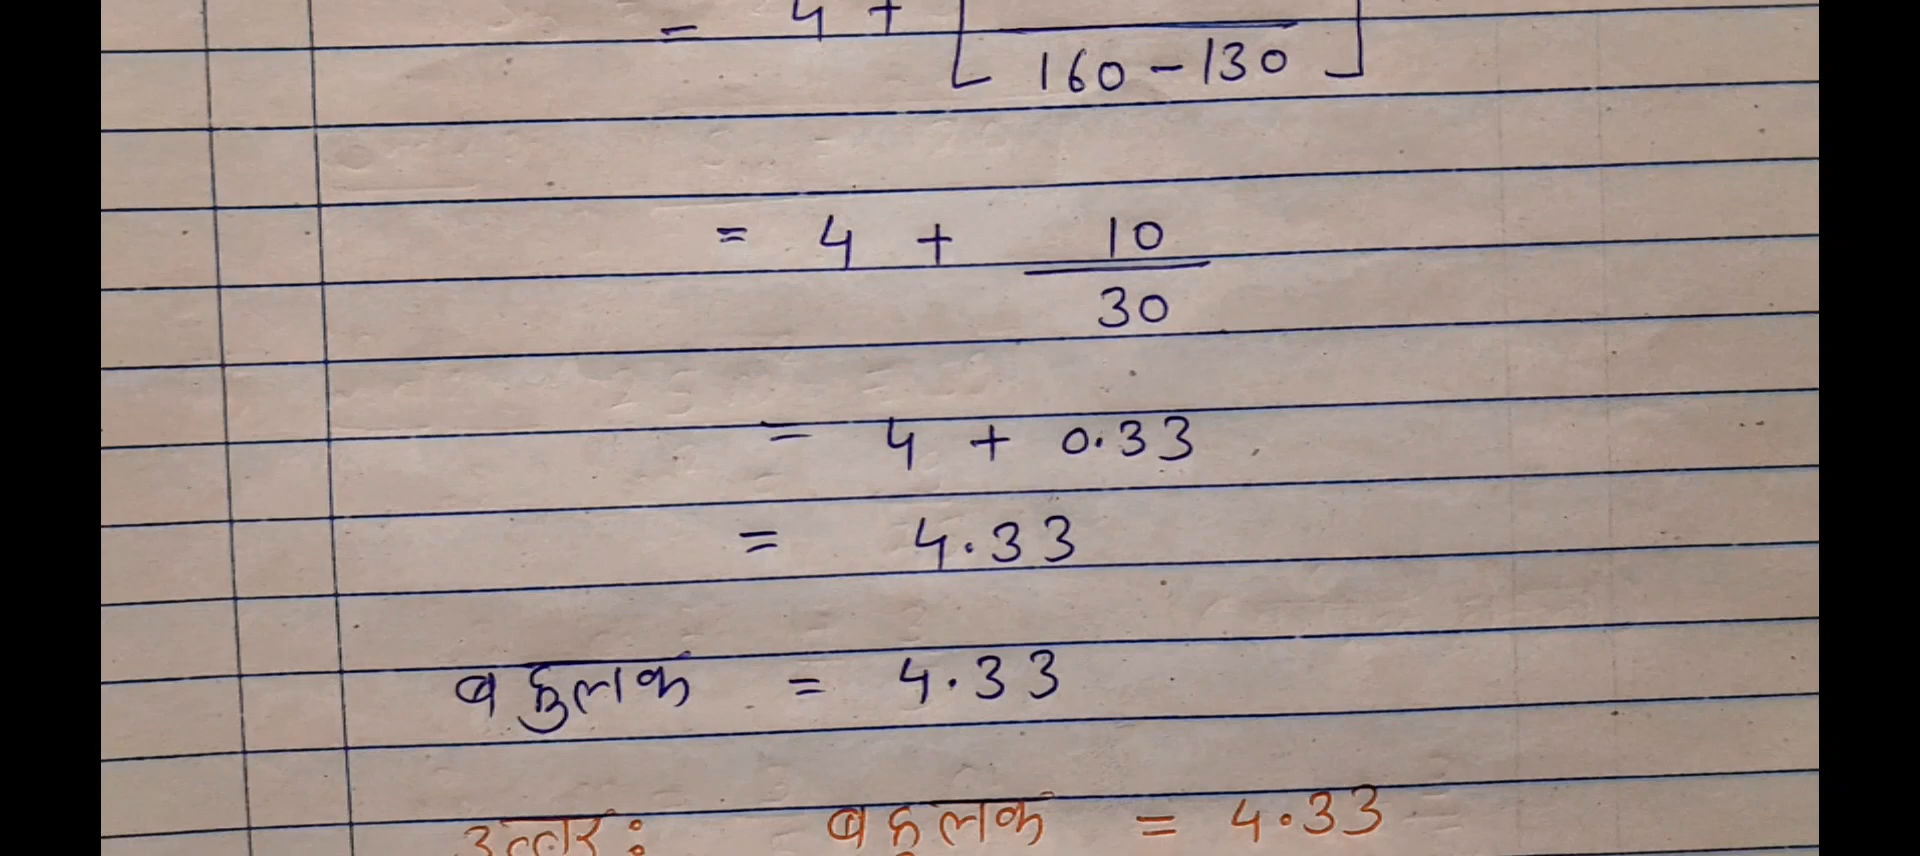 = 4 + [
160 - 130 ]
= 4 + 10
30
= 4 + 0.33
= 4.33
बहुलक = 4.33
उत्तर: बहुलक = 4.33